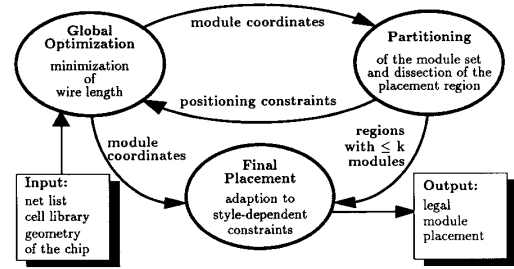 Global
Optimization
minimization
of
wire length
module coordinates
Partitioning
of the module set
and dissection of the
placement region
positioning constraints
module
coordinates
regions
with ≤ k
modules
Final
Placement
adaption to
style-dependent
constraints
Input:
net list
cell library
geometry
of the chip
Output:
legal
module
placement